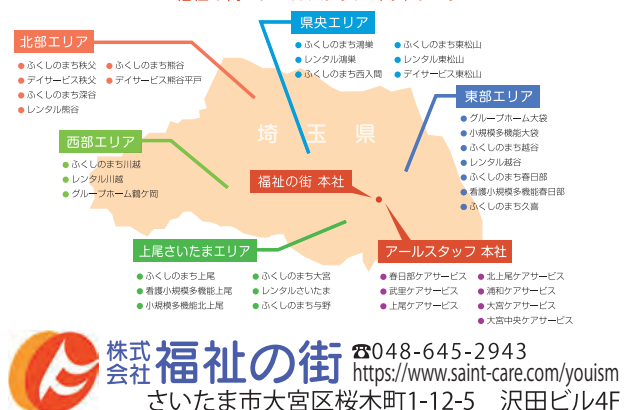 県央エリア
● ふくしのまち鴻巣 ● ふくしのまち東松山
● レンタル鴻巣 ● レンタル東松山
● ふくしのまち西入間 ● デイサービス東松山
北部エリア
● ふくしのまち秩父 ● ふくしのまち熊谷
● デイサービス秩父 ● デイサービス熊谷平戸
● ふくしのまち深谷
● レンタル熊谷
東部エリア
● グループホーム大袋
● 小規模多機能大袋
● ふくしのまち越谷
● レンタル越谷
● ふくしのまち春日部
● 看護小規模多機能春日部
● ふくしのまち久喜
埼玉県
西部エリア
● ふくしのまち川越
● レンタル川越
● グループホーム鶴ケ岡
福祉の街 本社
上尾さいたまエリア
● ふくしのまち上尾 ● ふくしのまち大宮
● 看護小規模多機能上尾 ● レンタルさいたま
● 小規模多機能北上尾 ● ふくしのまち与野
アールスタッフ 本社
● 春日部ケアサービス ● 北上尾ケアサービス
● 武里ケアサービス ● 浦和ケアサービス
● 上尾ケアサービス ● 大宮ケアサービス
● 大宮中央ケアサービス
株式会社 福祉の街 ☎048-645-2943
https://www.saint-care.com/youism
さいたま市大宮区桜木町1-12-5 沢田ビル4F